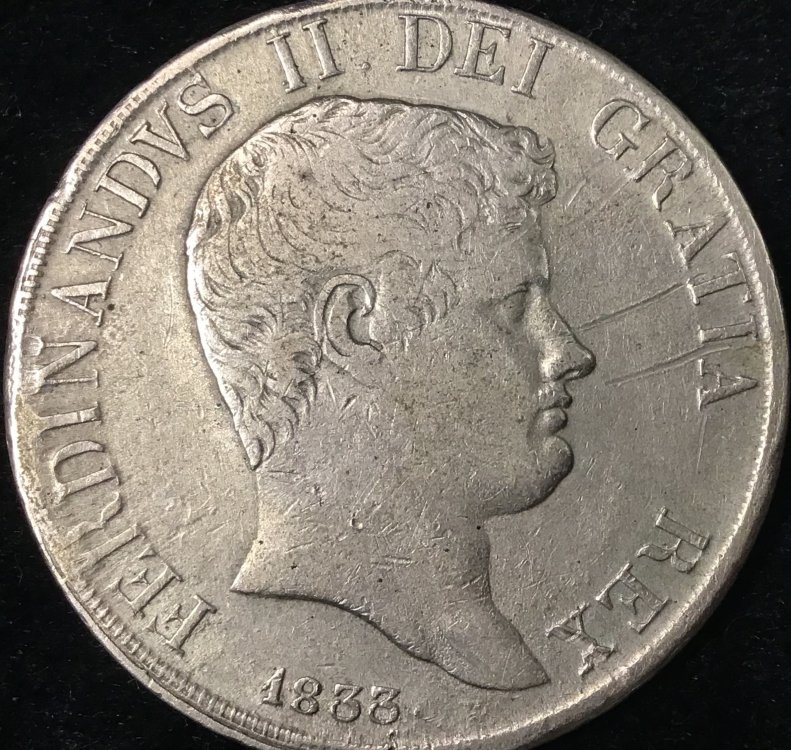 FERDINANDVS II. DEI GRATIA REX
1833